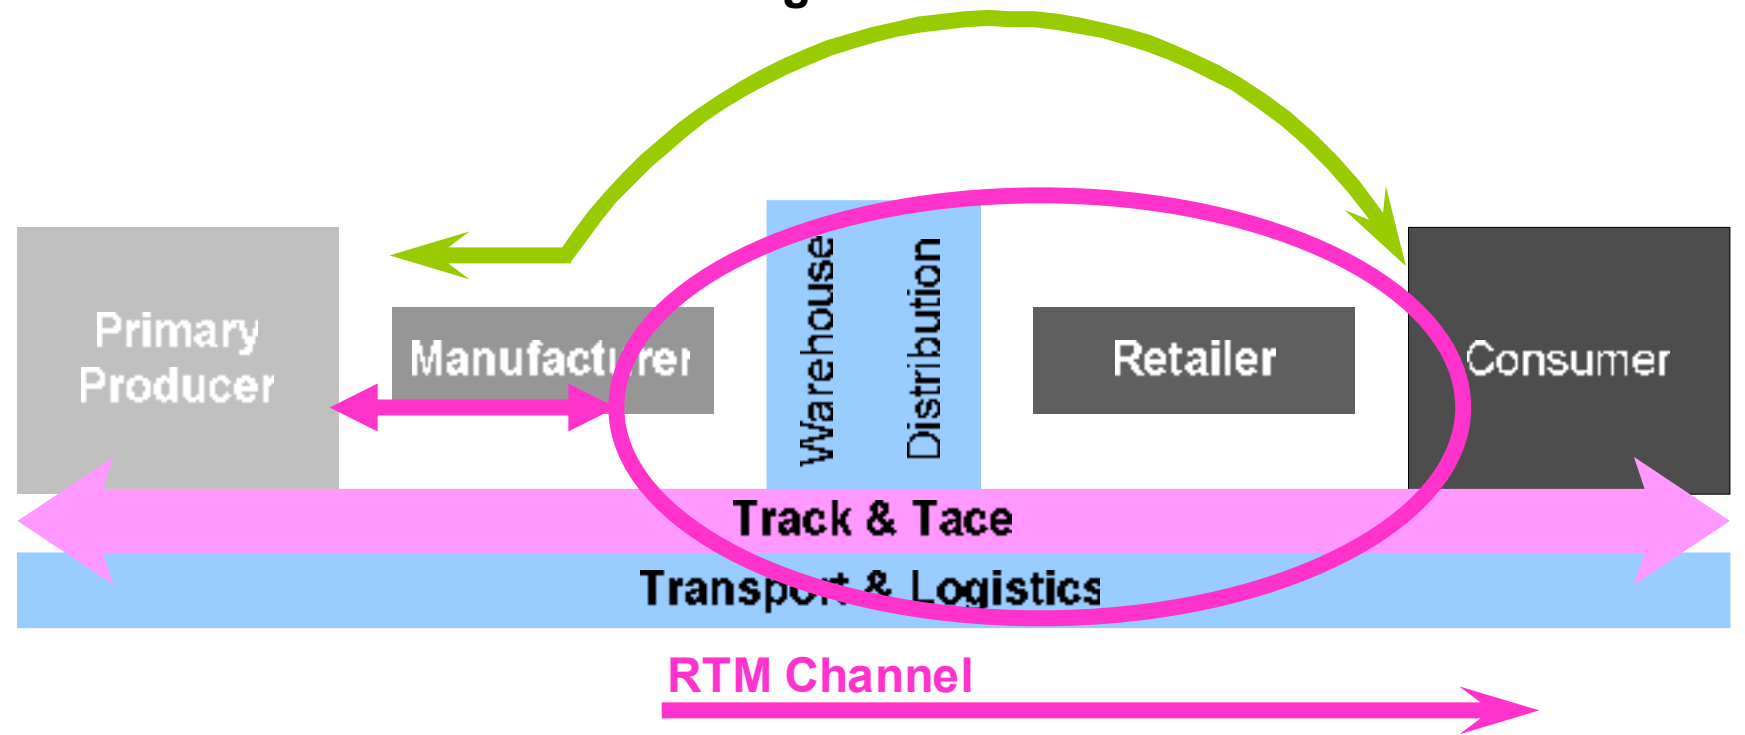 Primary
Producer
Manufacturer
Warehouse
Distribution
Retailer
Consumer
Track & Tace
Transport & Logistics
RTM Channel